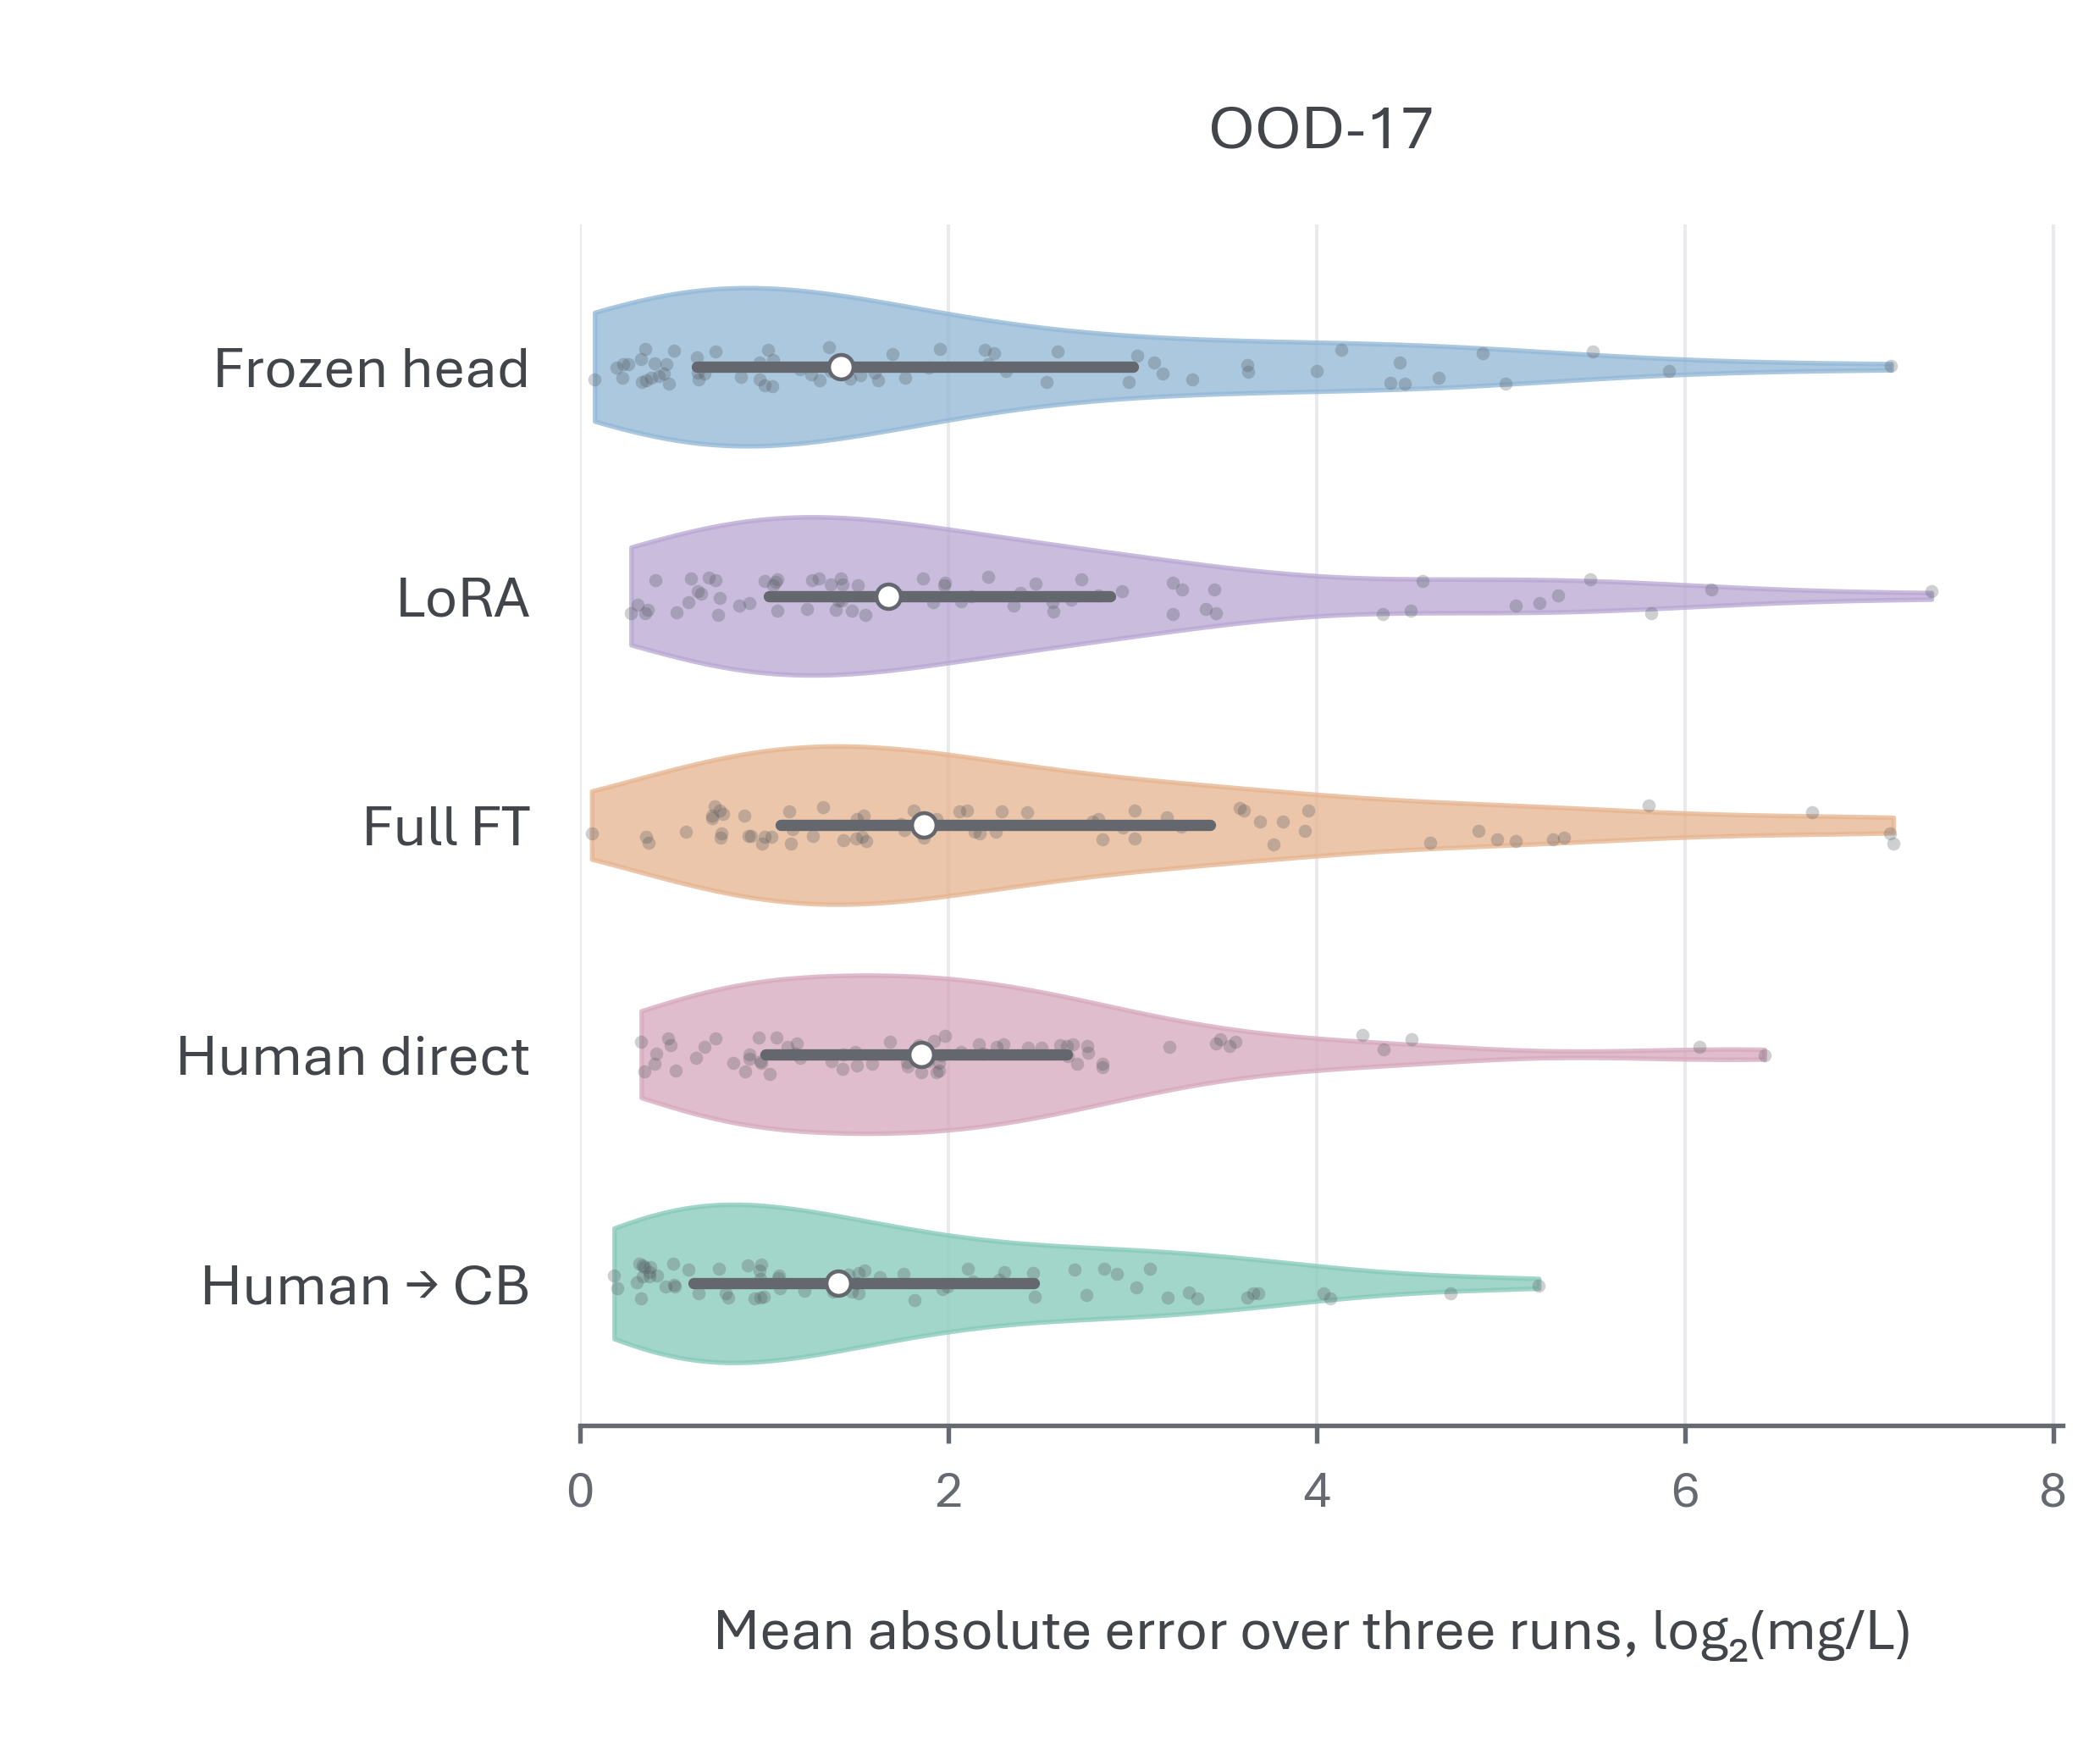 OOD-17
Frozen head
LoRA
Full FT
Human direct
Human → CB
0 2 4 6 8
Mean absolute error over three runs, log₂(mg/L)